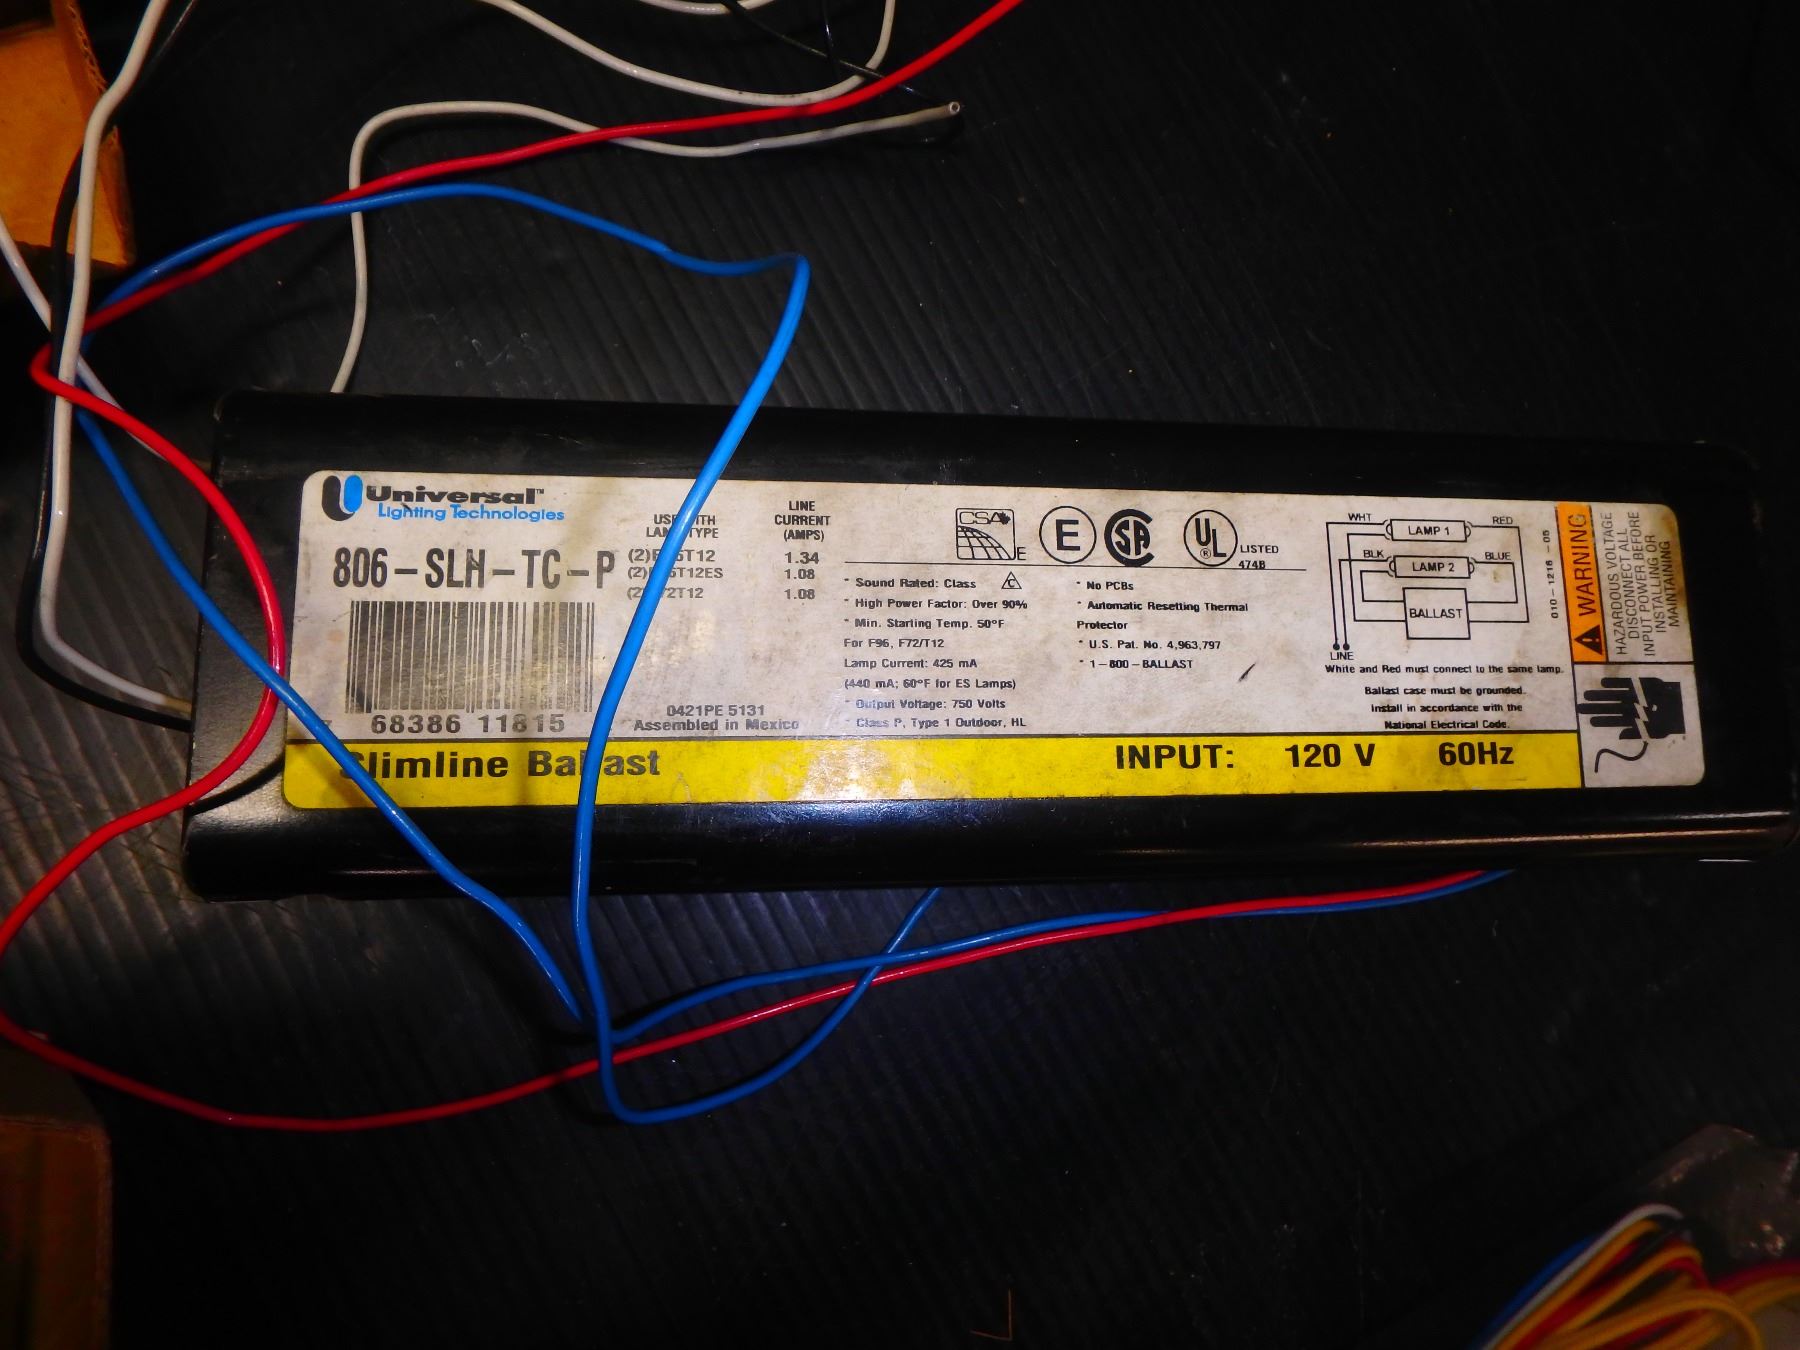 Universal™
Lighting Technologies
806-SLH-TC-P
68386 11815
LINE
CURRENT
(AMPS)
1.34
(2) 1.08
1.08
0421PE 5131
Assembled in Mexico
CSA
E
E
SA
UL
®
LISTED
474B
* Sound Rated: Class C
* High Power Factor: Over 90%
* Min. Starting Temp. 50°F
For F96, F72/T12
Lamp Current: 425 mA
(440 mA; 60°F for ES Lamps)
* Output Voltage: 750 Volts
* Class P, Type 1 Outdoor, HL
* No PCBs
* Automatic Resetting Thermal
Protector
* U.S. Pat. No. 4,963,797
* 1-800-BALLAST
WHT LAMP 1 RED
BLK LAMP 2 BLUE
BALLAST
LINE
White and Red must connect to the same lamp.
Ballast case must be grounded.
Install in accordance with the
National Electrical Code.
010-1216-05
WARNING
HAZARDOUS VOLTAGE
DISCONNECT ALL
INPUT POWER BEFORE
INSTALLING OR
MAINTAINING
Slimline Ballast INPUT: 120 V 60Hz